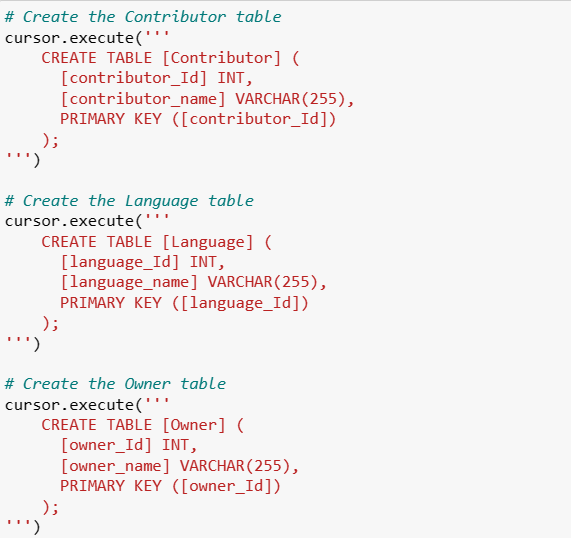 # Create the Contributor table
cursor.execute('''
    CREATE TABLE [Contributor] (
      [contributor_Id] INT,
      [contributor_name] VARCHAR(255),
      PRIMARY KEY ([contributor_Id])
    );
''')

# Create the Language table
cursor.execute('''
    CREATE TABLE [Language] (
      [language_Id] INT,
      [language_name] VARCHAR(255),
      PRIMARY KEY ([language_Id])
    );
''')

# Create the Owner table
cursor.execute('''
    CREATE TABLE [Owner] (
      [owner_Id] INT,
      [owner_name] VARCHAR(255),
      PRIMARY KEY ([owner_Id])
    );
''')